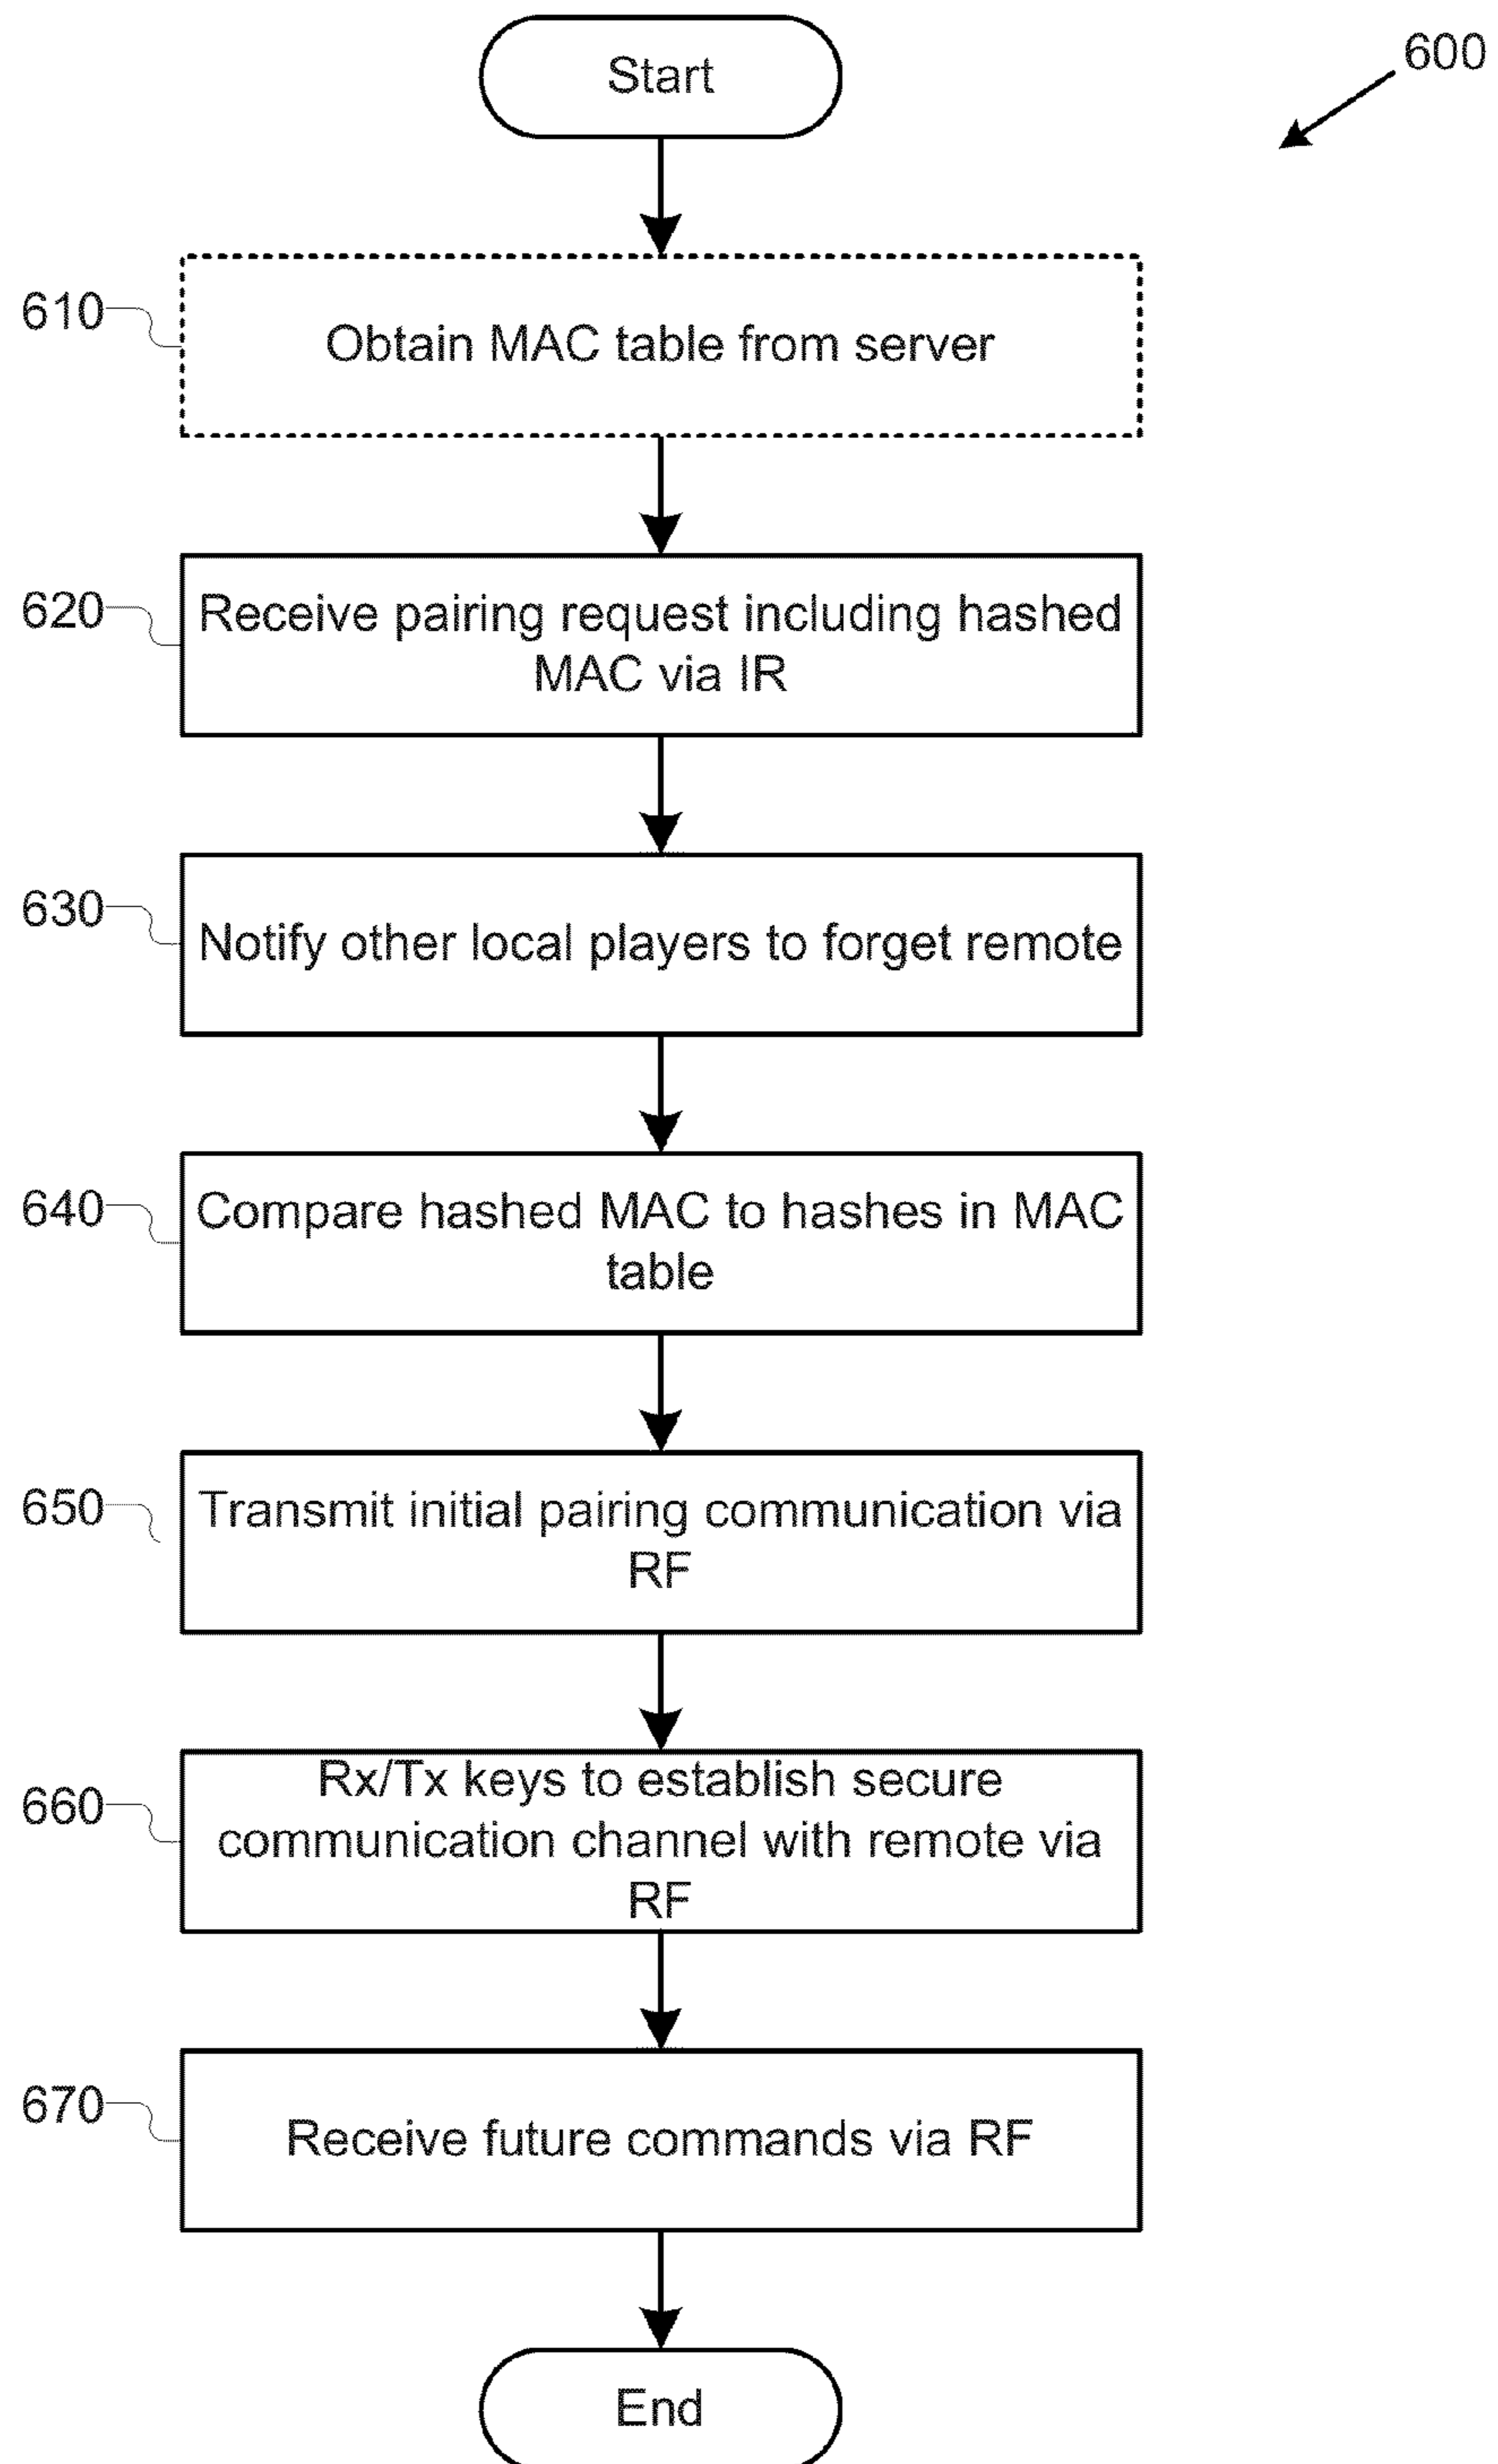 Start
600
610
Obtain MAC table from server
620
Receive pairing request including hashed
MAC via IR
630
Notify other local players to forget remote
640
Compare hashed MAC to hashes in MAC
table
650
Transmit initial pairing communication via
RF
660
Rx/Tx keys to establish secure
communication channel with remote via
RF
670
Receive future commands via RF
End